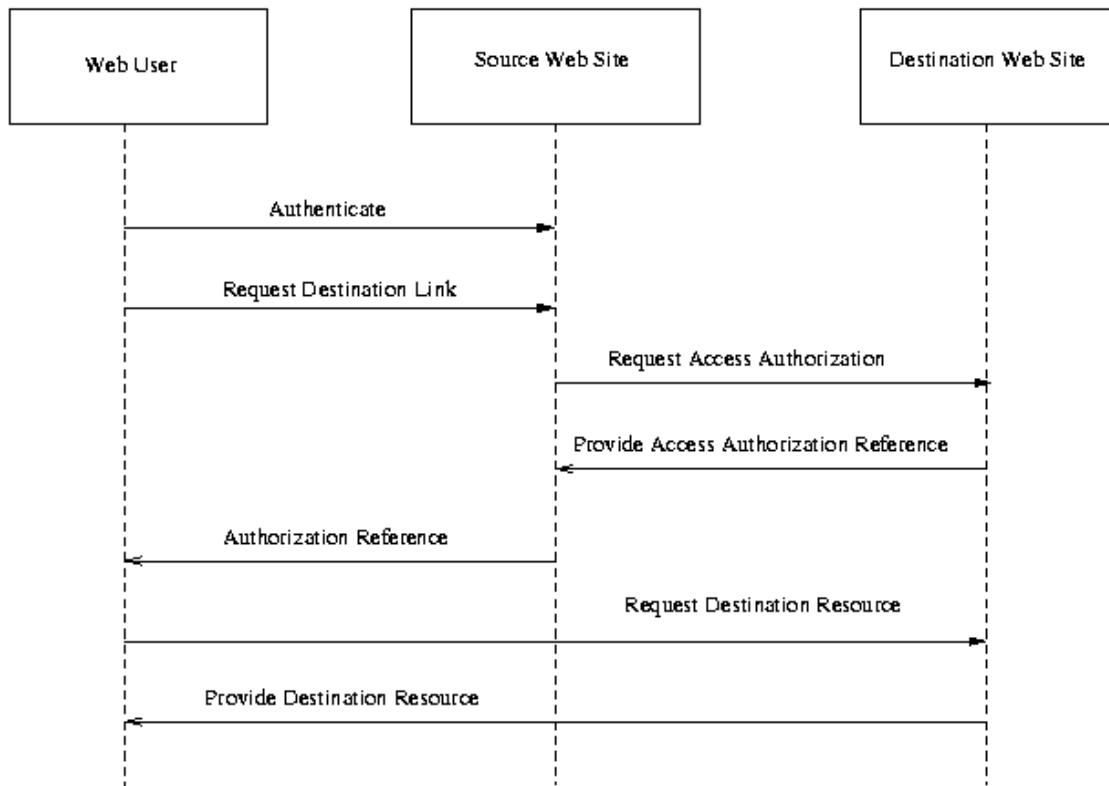 Web User
Source Web Site
Destination Web Site
Authenticate
Request Destination Link
Request Access Authorization
Provide Access Authorization Reference
Authorization Reference
Request Destination Resource
Provide Destination Resource